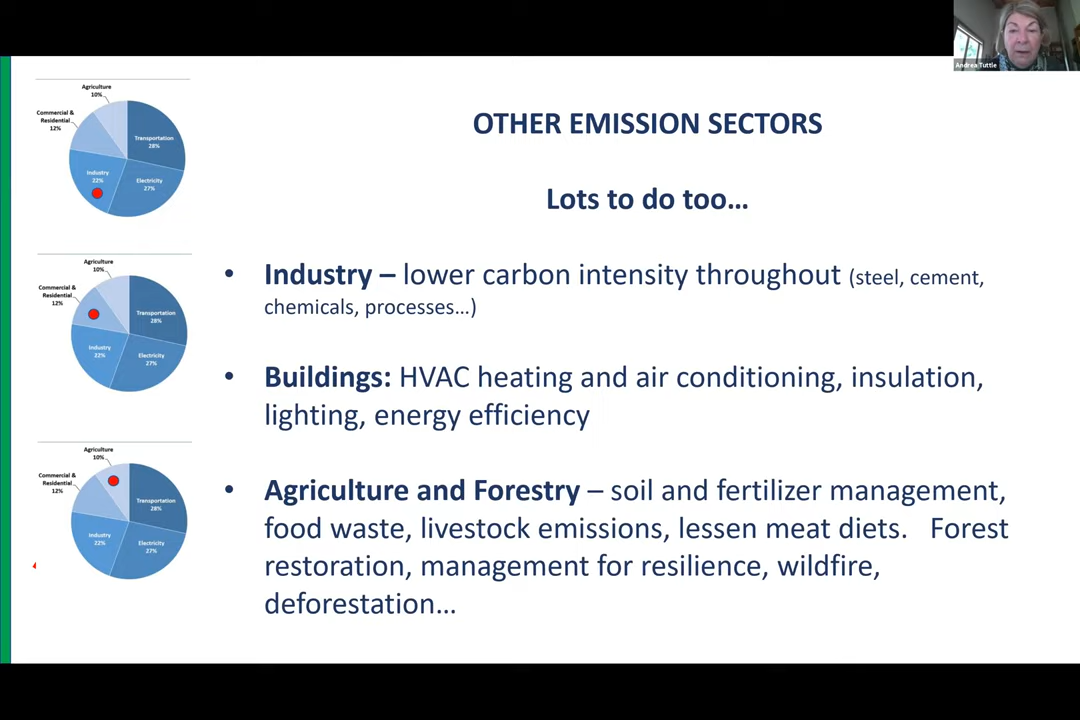 Andrea Tuttle
OTHER EMISSION SECTORS
Lots to do too…
Agriculture
10%
Commercial &
Residential
12%
Transportation
28%
Industry
22%
Electricity
27%
• Industry – lower carbon intensity throughout (steel, cement,
chemicals, processes…)
Agriculture
10%
Commercial &
Residential
12%
Transportation
28%
Industry
22%
Electricity
27%
• Buildings: HVAC heating and air conditioning, insulation,
lighting, energy efficiency
Agriculture
10%
Commercial &
Residential
12%
Transportation
28%
Industry
22%
Electricity
27%
• Agriculture and Forestry – soil and fertilizer management,
food waste, livestock emissions, lessen meat diets. Forest
restoration, management for resilience, wildfire,
deforestation…